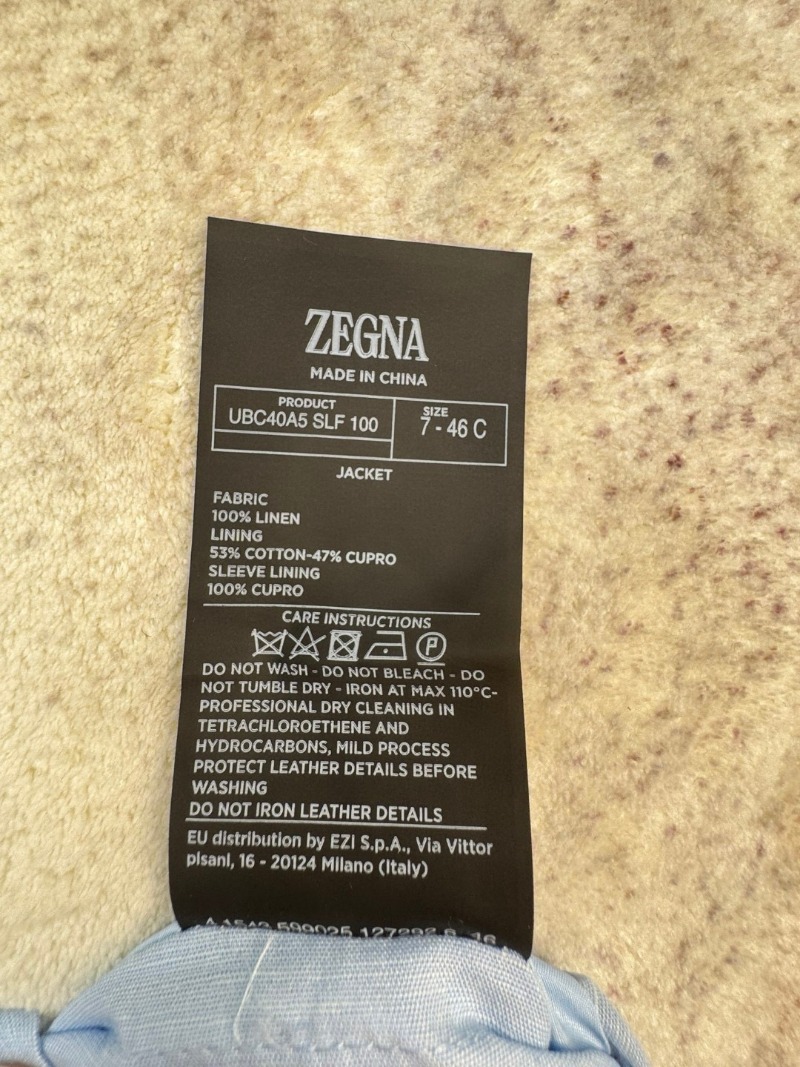 ZEGNA
MADE IN CHINA
PRODUCT
UBC40A5 SLF 100
SIZE
7 - 46 C
JACKET
FABRIC
100% LINEN
LINING
53% COTTON-47% CUPRO
SLEEVE LINING
100% CUPRO
CARE INSTRUCTIONS
P
DO NOT WASH - DO NOT BLEACH - DO
NOT TUMBLE DRY - IRON AT MAX 110°C-
PROFESSIONAL DRY CLEANING IN
TETRACHLOROETHENE AND
HYDROCARBONS, MILD PROCESS
PROTECT LEATHER DETAILS BEFORE
WASHING
DO NOT IRON LEATHER DETAILS
EU distribution by EZI S.p.A., Via Vittor
pisani, 16 - 20124 Milano (Italy)